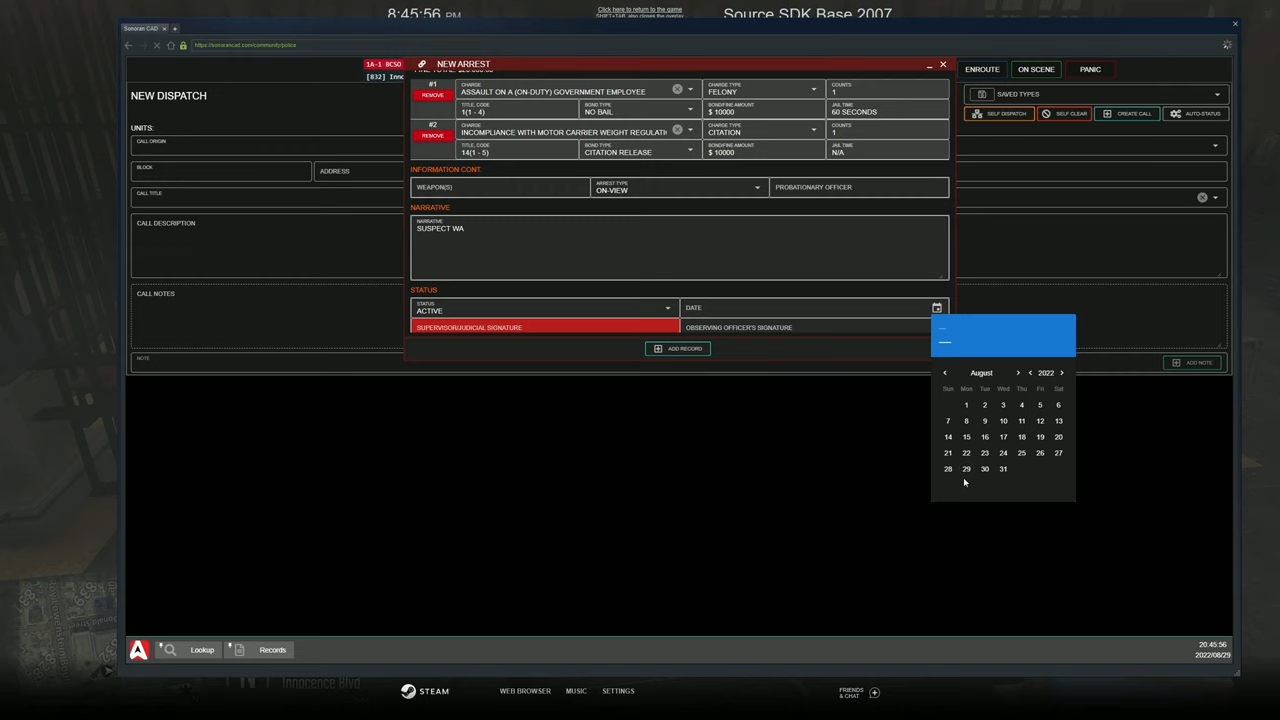 8:45:56 PM
Click here to return to the game
SHIFT+TAB also closes the overlay
Source SDK Base 2007
Sonoran CAD
https://sonorancad.com/community/police
1A-1 BCSO
NEW ARREST
ENROUTE
ON SCENE
PANIC
[832] Inno
NEW DISPATCH
#1
REMOVE
CHARGE
ASSAULT ON A (ON-DUTY) GOVERNMENT EMPLOYEE
CHARGE TYPE
FELONY
COUNTS
1
TITLE, CODE
1(1 - 4)
BOND TYPE
NO BAIL
BOND/FINE AMOUNT
$ 10000
JAIL TIME
60 SECONDS
#2
REMOVE
CHARGE
INCOMPLIANCE WITH MOTOR CARRIER WEIGHT REGULATI
CHARGE TYPE
CITATION
COUNTS
1
TITLE, CODE
14(1 - 5)
BOND TYPE
CITATION RELEASE
BOND/FINE AMOUNT
$ 10000
JAIL TIME
N/A
SAVED TYPES
SELF DISPATCH
SELF CLEAR
CREATE CALL
AUTO-STATUS
UNITS:
CALL ORIGIN
BLOCK
ADDRESS
CALL TITLE
CALL DESCRIPTION
CALL NOTES
NOTE
ADD NOTE
INFORMATION CONT.
WEAPON(S)
ARREST TYPE
ON-VIEW
PROBATIONARY OFFICER
NARRATIVE
NARRATIVE
SUSPECT WA
STATUS
STATUS
ACTIVE
DATE
SUPERVISOR/JUDICIAL SIGNATURE
OBSERVING OFFICER'S SIGNATURE
ADD RECORD
August
2022
Sun Mon Tue Wed Thu Fri Sat
1 2 3 4 5 6
7 8 9 10 11 12 13
14 15 16 17 18 19 20
21 22 23 24 25 26 27
28 29 30 31
Lookup
Records
20:45:56
2022/08/29
Innocence Blvd
STEAM
WEB BROWSER
MUSIC
SETTINGS
FRIENDS
& CHAT